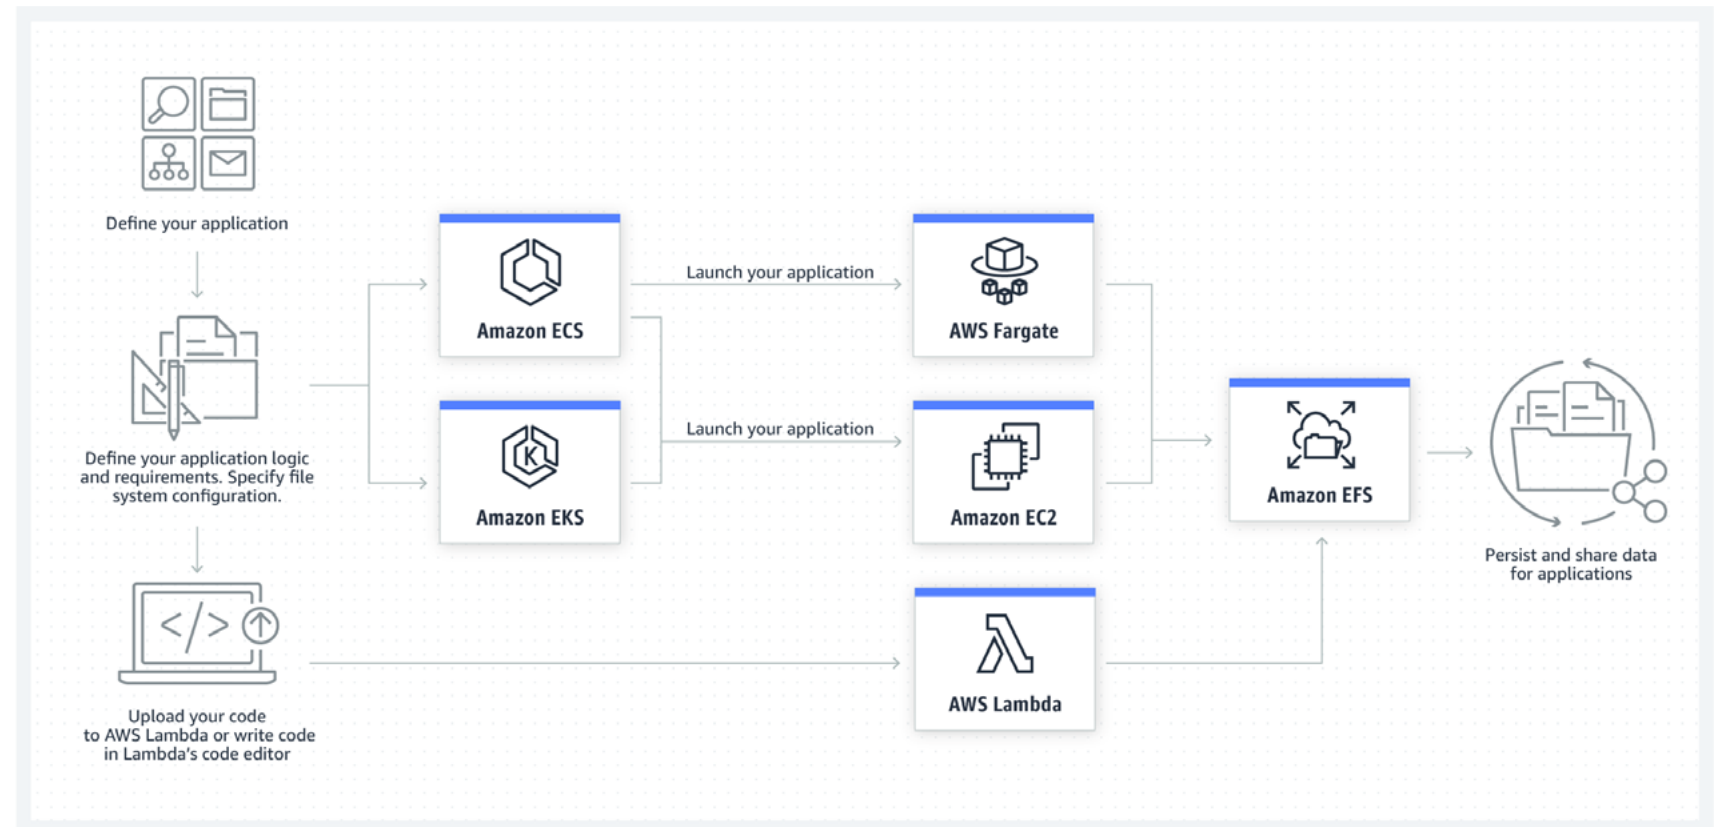 Define your application
Define your application logic
and requirements. Specify file
system configuration.
Upload your code
to AWS Lambda or write code
in Lambda's code editor
Amazon ECS
Amazon EKS
K
Launch your application
Launch your application
AWS Fargate
Amazon EC2
AWS Lambda
Amazon EFS
Persist and share data
for applications